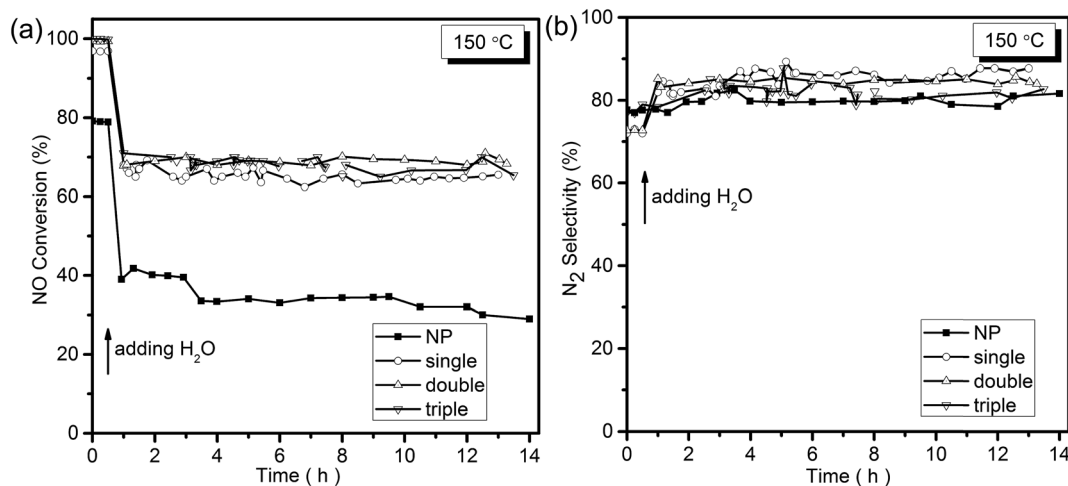 (a)
150 °C
NO Conversion (%)
100
80
60
40
20
0
adding H₂O
NP
single
double
triple
0 2 4 6 8 10 12 14
Time ( h )
(b)
150 °C
N₂ Selectivity (%)
100
80
60
40
20
0
adding H₂O
NP
single
double
triple
0 2 4 6 8 10 12 14
Time ( h )